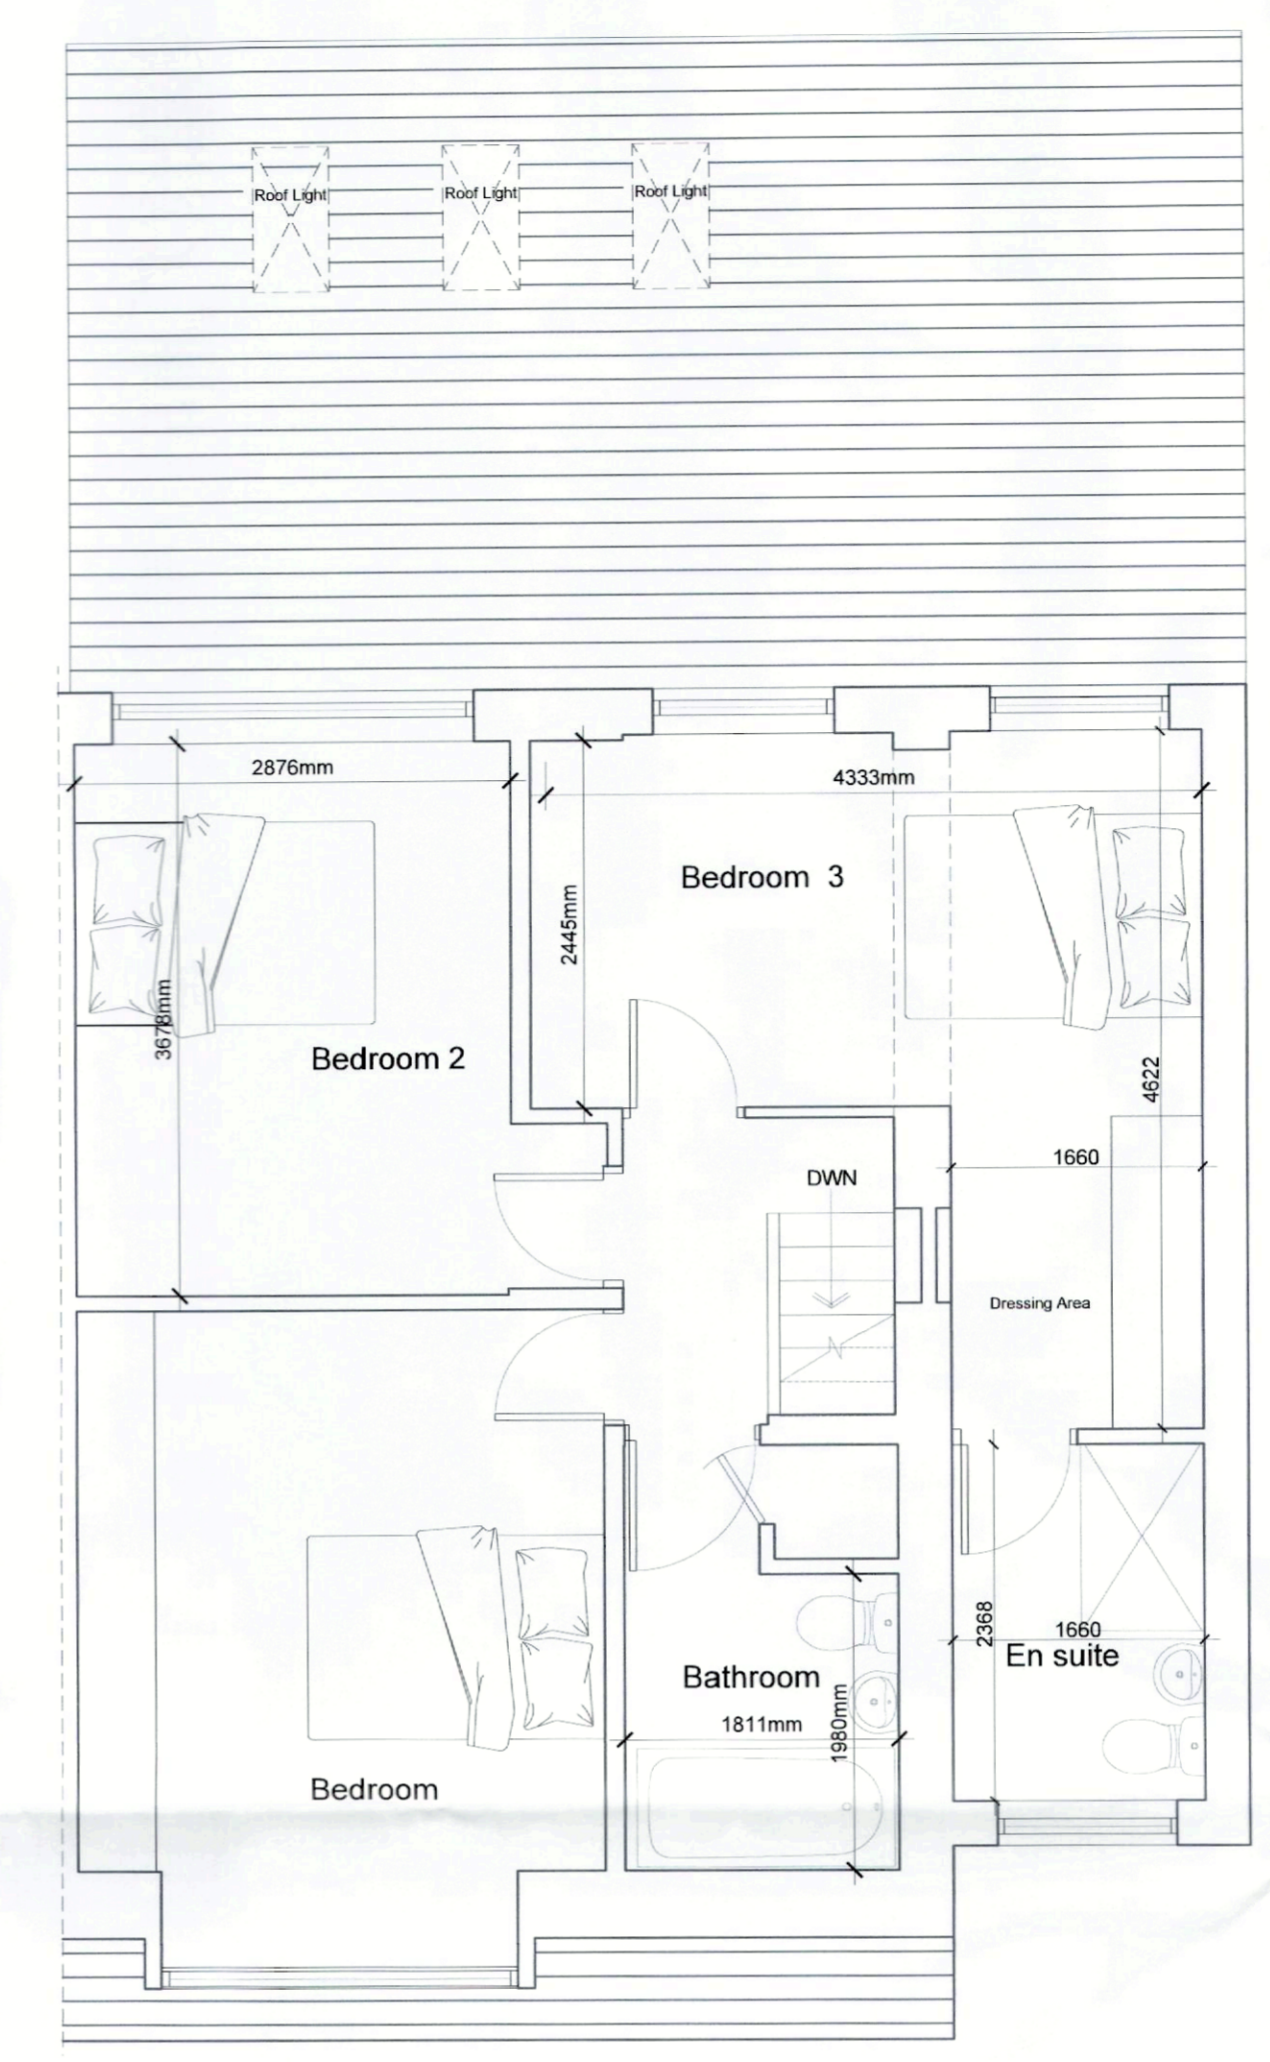 Roof Light
Roof Light
Roof Light
2876mm
4333mm
Bedroom 3
2445mm
3678mm
Bedroom 2
4622
1660
DWN
Dressing Area
2368
1660
En suite
Bathroom
1811mm
1980mm
Bedroom